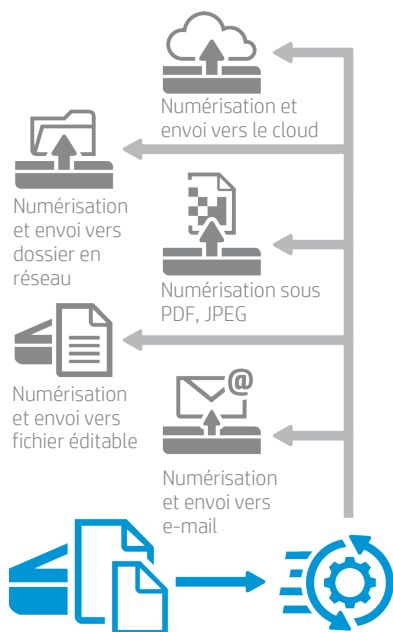 Numérisation et
envoi vers le cloud
Numérisation
et envoi vers
dossier en
réseau
Numérisation sous
PDF, JPEG
Numérisation
et envoi vers
fichier éditable
@
Numérisation
et envoi vers
e-mail